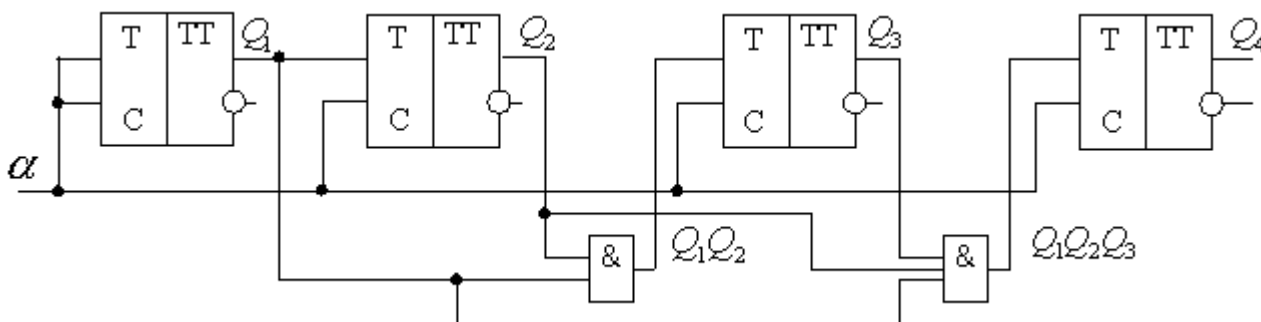 T TT Q₁ T TT Q₂ T TT Q₃ T TT Q₄
C C C C
α
& Q₁Q₂ & Q₁Q₂Q₃